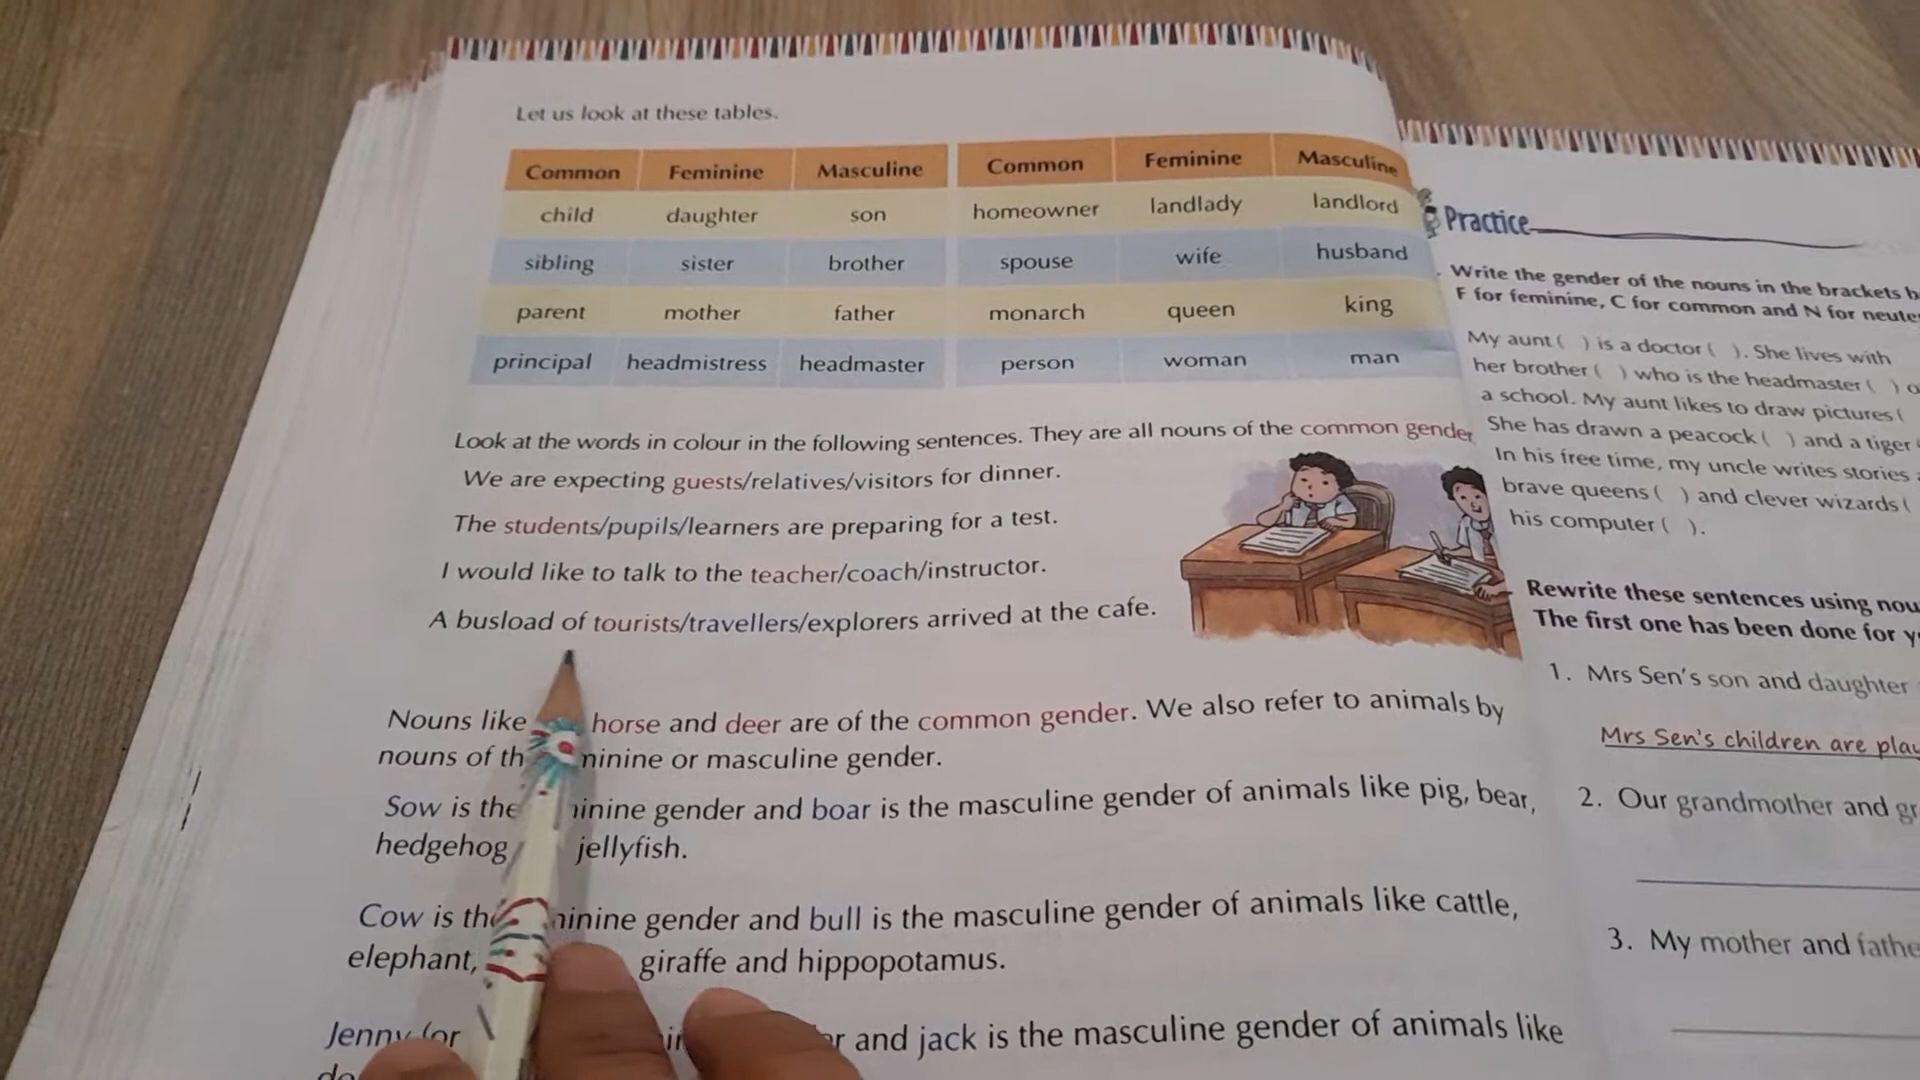 Let us look at these tables.
Common Feminine Masculine Common Feminine Masculine
child daughter son homeowner landlady landlord
sibling sister brother spouse wife husband
parent mother father monarch queen king
principal headmistress headmaster person woman man
Look at the words in colour in the following sentences. They are all nouns of the common gender
We are expecting guests/relatives/visitors for dinner.
The students/pupils/learners are preparing for a test.
I would like to talk to the teacher/coach/instructor.
A busload of tourists/travellers/explorers arrived at the cafe.
Nouns like horse and deer are of the common gender. We also refer to animals by
nouns of minine or masculine gender.
Sow is the inine gender and boar is the masculine gender of animals like pig, bear,
hedgehog jellyfish.
Cow is the inine gender and bull is the masculine gender of animals like cattle,
elephant, giraffe and hippopotamus.
Jenny (or and jack is the masculine gender of animals like
Practice
Write the gender of the nouns in the brackets
F for feminine, C for common and N for
My aunt ( ) is a doctor ( ). She lives with
her brother ( ) who is the headmaster ( )
a school. My aunt likes to draw pictures (
She has drawn a peacock ( ) and a tiger
In his free time, my uncle writes stories
brave queens ( ) and clever wizards (
his computer ( ).
Rewrite these sentences using
The first one has been done for
1. Mrs Sen's son and daughter
Mrs Sen's children are
2. Our grandmother and
3. My mother and